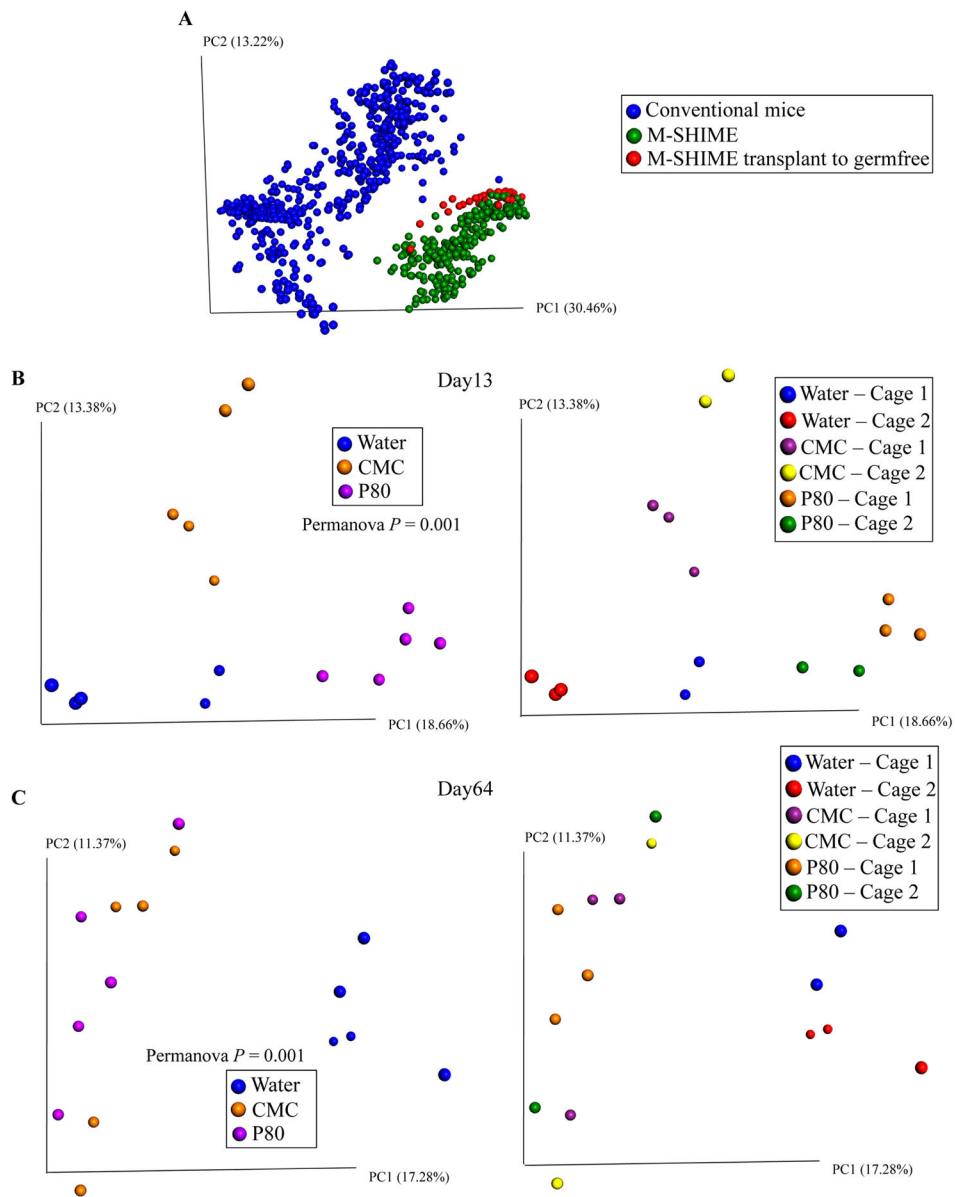 A
PC2 (13.22%)
Conventional mice
M-SHIME
M-SHIME transplant to germfree
PC1 (30.46%)
B
Day13
PC2 (13.38%)
Water
CMC
P80
Permanova P = 0.001
PC1 (18.66%)
PC2 (13.38%)
Water – Cage 1
Water – Cage 2
CMC – Cage 1
CMC – Cage 2
P80 – Cage 1
P80 – Cage 2
PC1 (18.66%)
C
Day64
PC2 (11.37%)
Permanova P = 0.001
Water
CMC
P80
PC1 (17.28%)
PC2 (11.37%)
Water – Cage 1
Water – Cage 2
CMC – Cage 1
CMC – Cage 2
P80 – Cage 1
P80 – Cage 2
PC1 (17.28%)